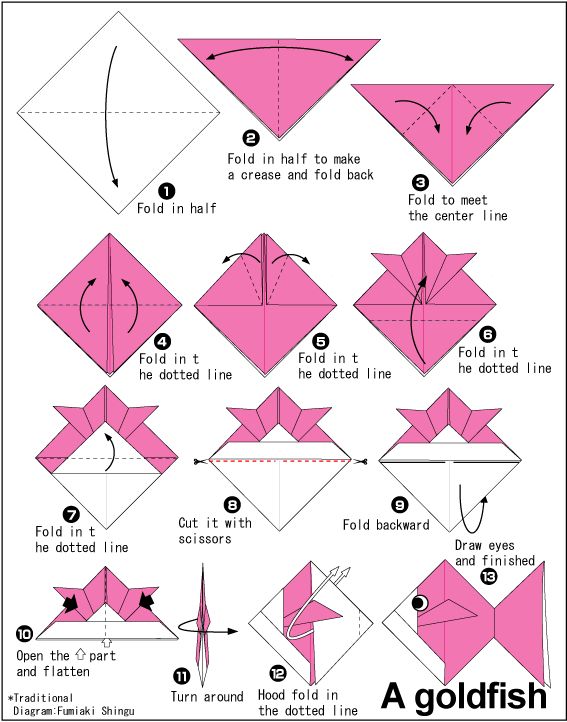 1
Fold in half
2
Fold in half to make
a crease and fold back
3
Fold to meet
the center line
4
Fold in t
he dotted line
5
Fold in t
he dotted line
6
Fold in t
he dotted line
7
Fold in t
he dotted line
8
Cut it with
scissors
9
Fold backward
Draw eyes
and finished
13
10
Open the ⇧ part
and flatten
11
Turn around
12
Hood fold in
the dotted line
*Traditional
Diagram:Fumiaki Shingu
A goldfish